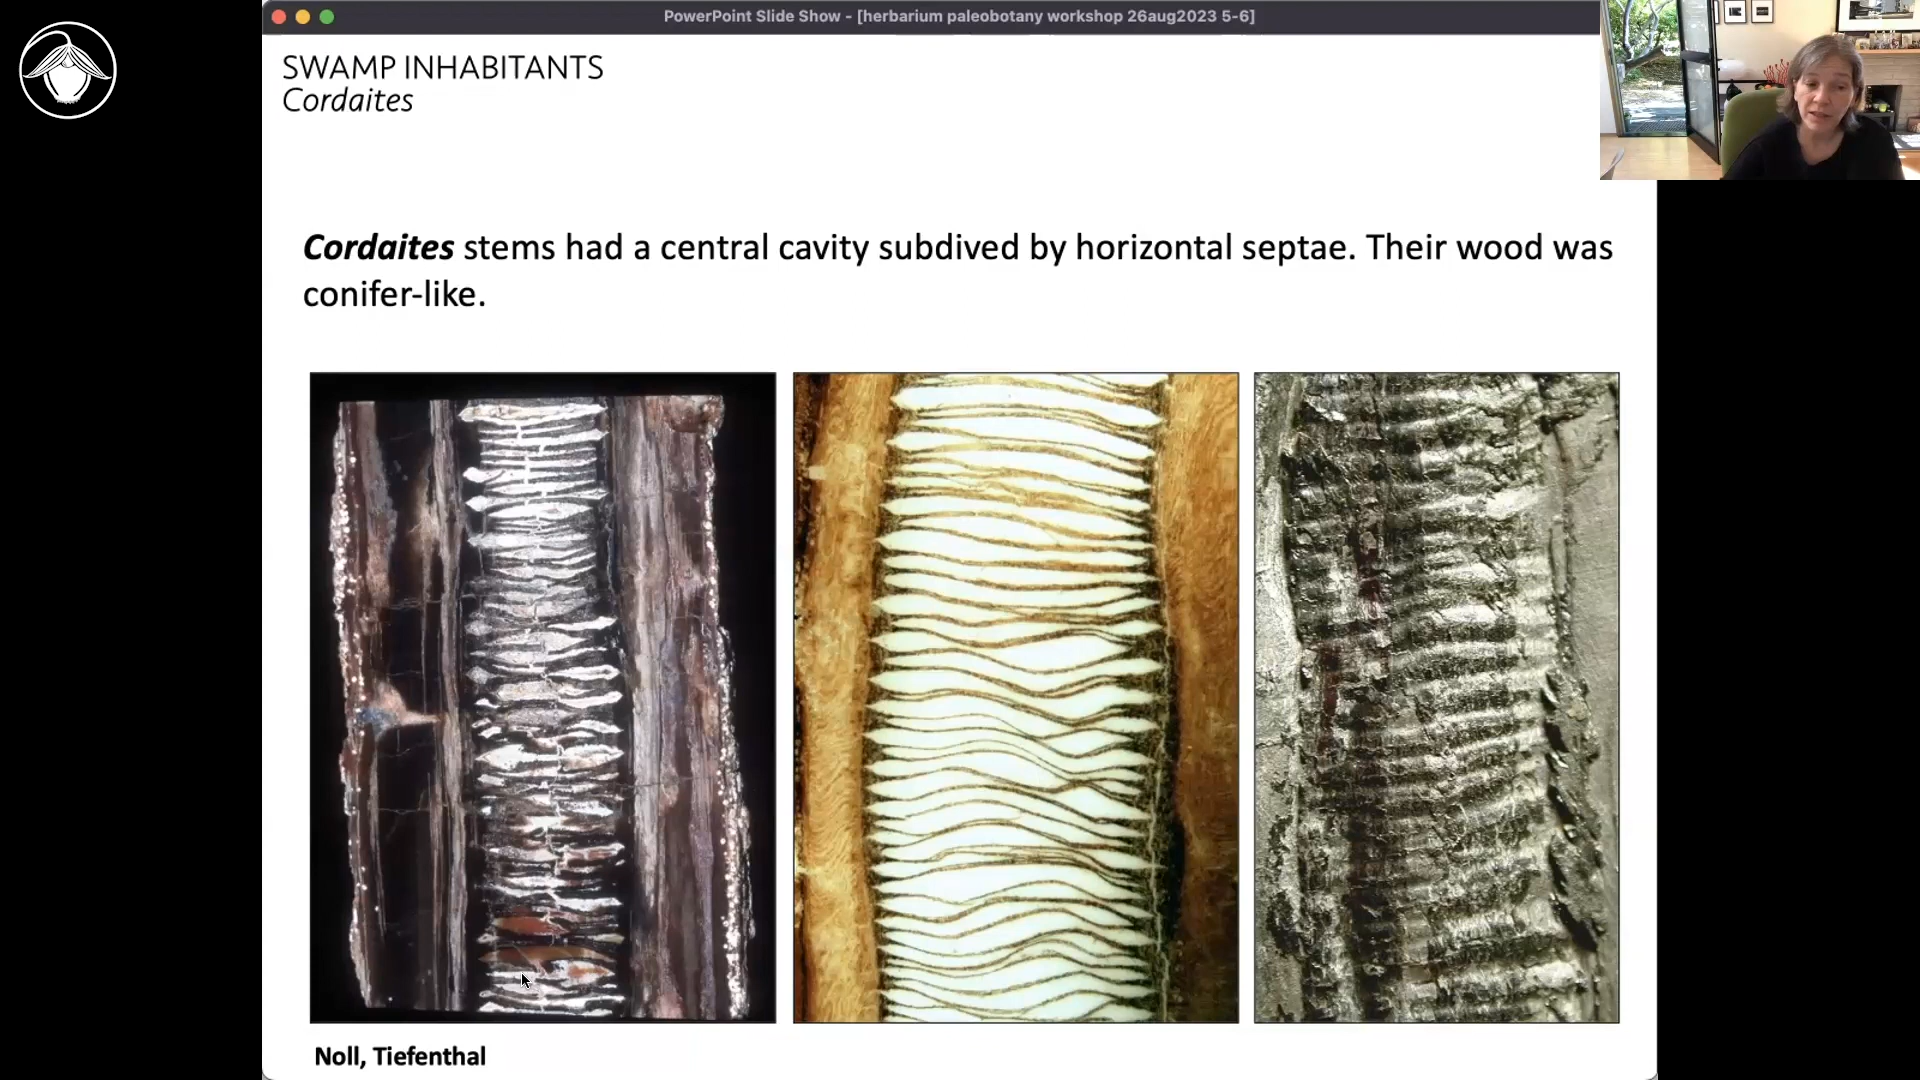 PowerPoint Slide Show - [herbarium paleobotany workshop 26aug2023 5-6]
SWAMP INHABITANTS
Cordaites
Cordaites stems had a central cavity subdived by horizontal septae. Their wood was
conifer-like.
Noll, Tiefenthal